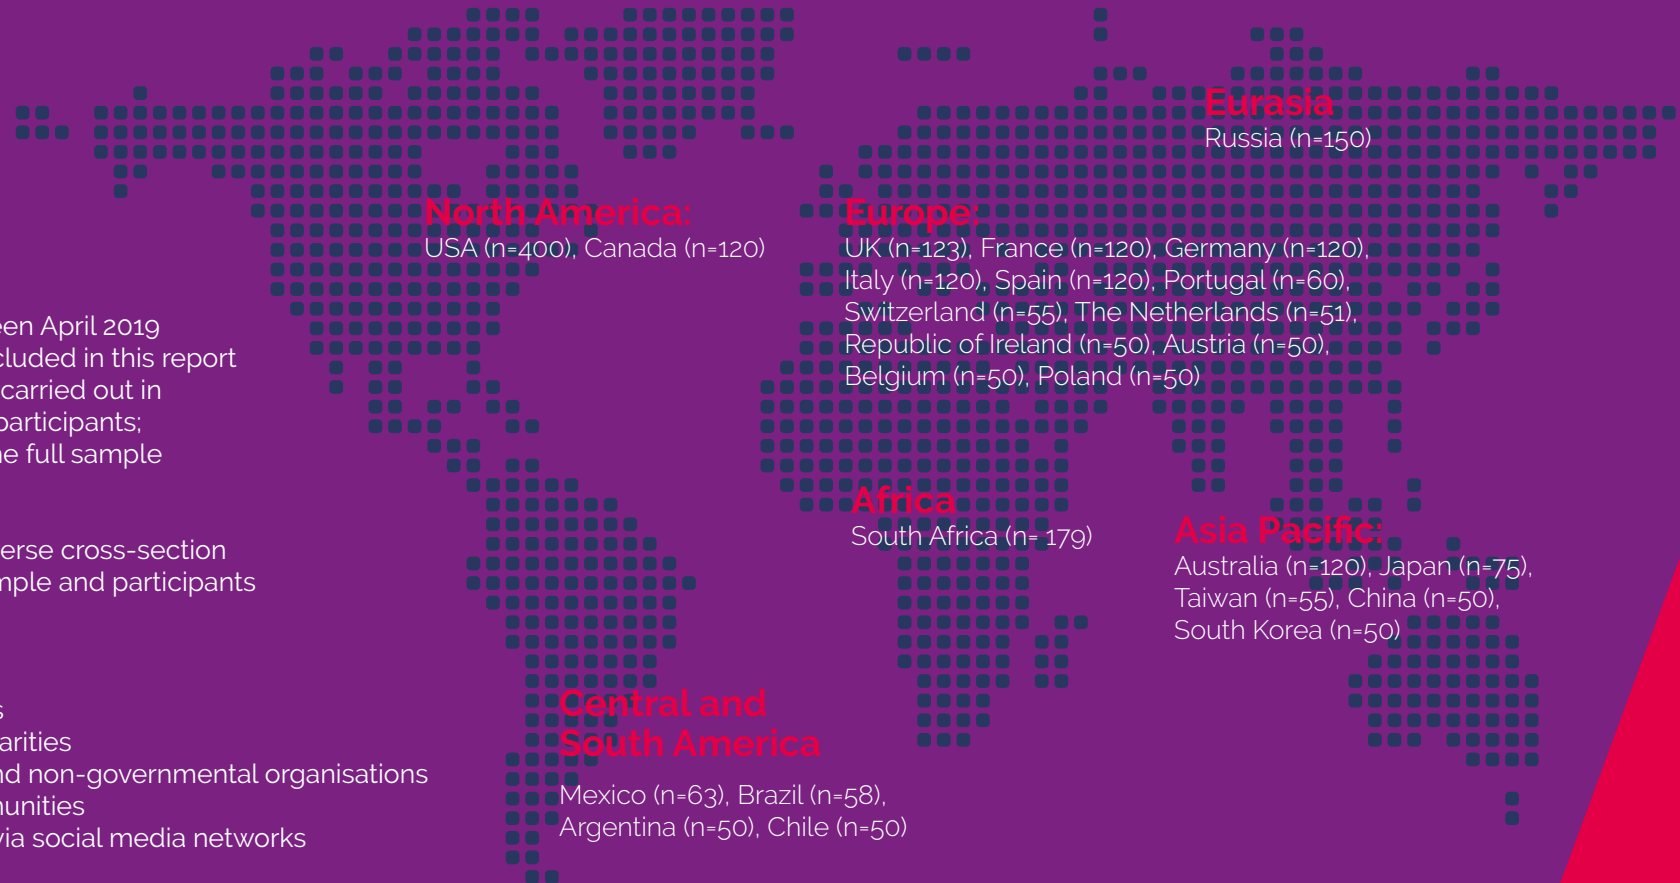 een April 2019
cluded in this report
carried out in
participants;
e full sample
erse cross-section
mple and participants
s
arities
nd non-governmental organisations
munities
via social media networks
North America:
USA (n=400), Canada (n=120)
Europe:
UK (n=123), France (n=120), Germany (n=120),
Italy (n=120), Spain (n=120), Portugal (n=60),
Switzerland (n=55), The Netherlands (n=51),
Republic of Ireland (n=50), Austria (n=50),
Belgium (n=50), Poland (n=50)
Eurasia
Russia (n=150)
Africa
South Africa (n= 179)
Asia Pacific:
Australia (n=120), Japan (n=75),
Taiwan (n=55), China (n=50),
South Korea (n=50)
Central and
South America
Mexico (n=63), Brazil (n=58),
Argentina (n=50), Chile (n=50)